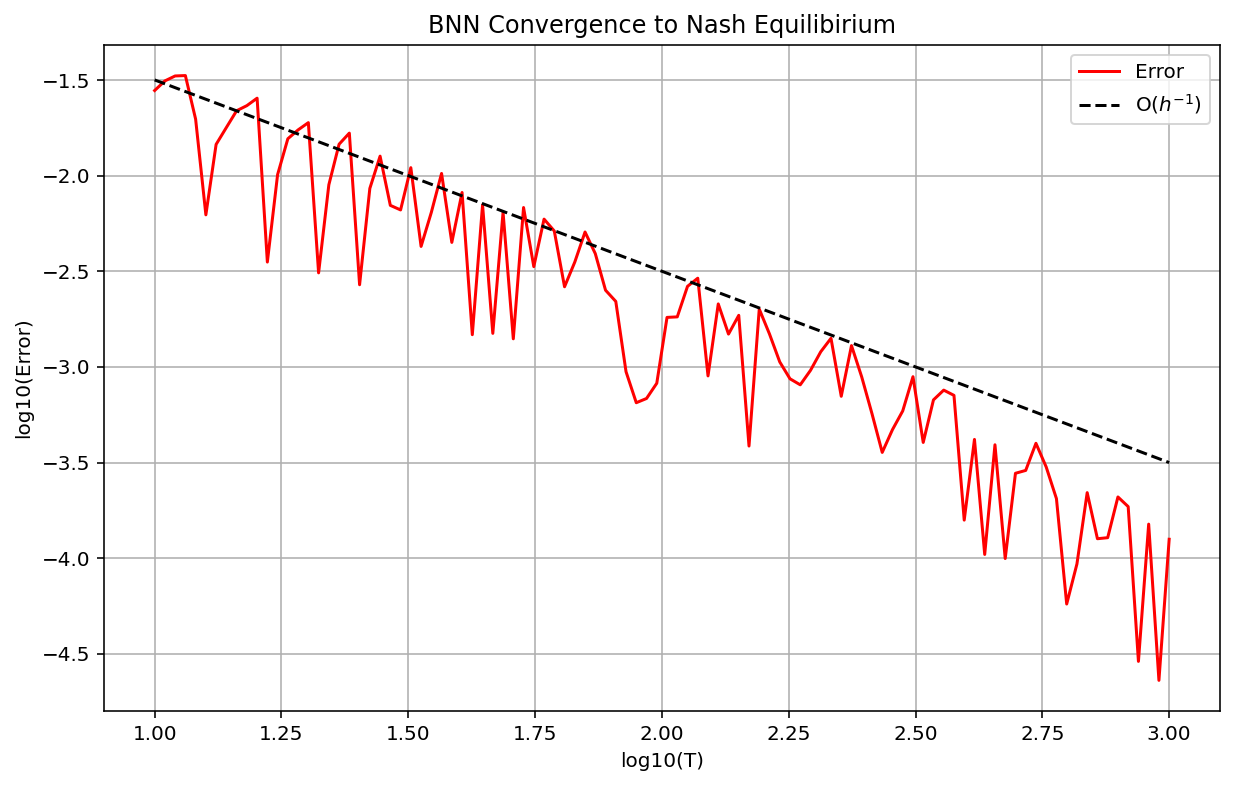 BNN Convergence to Nash Equilibirium
Error
O(h⁻¹)
log10(Error)
−1.5
−2.0
−2.5
−3.0
−3.5
−4.0
−4.5
1.00 1.25 1.50 1.75 2.00 2.25 2.50 2.75 3.00
log10(T)